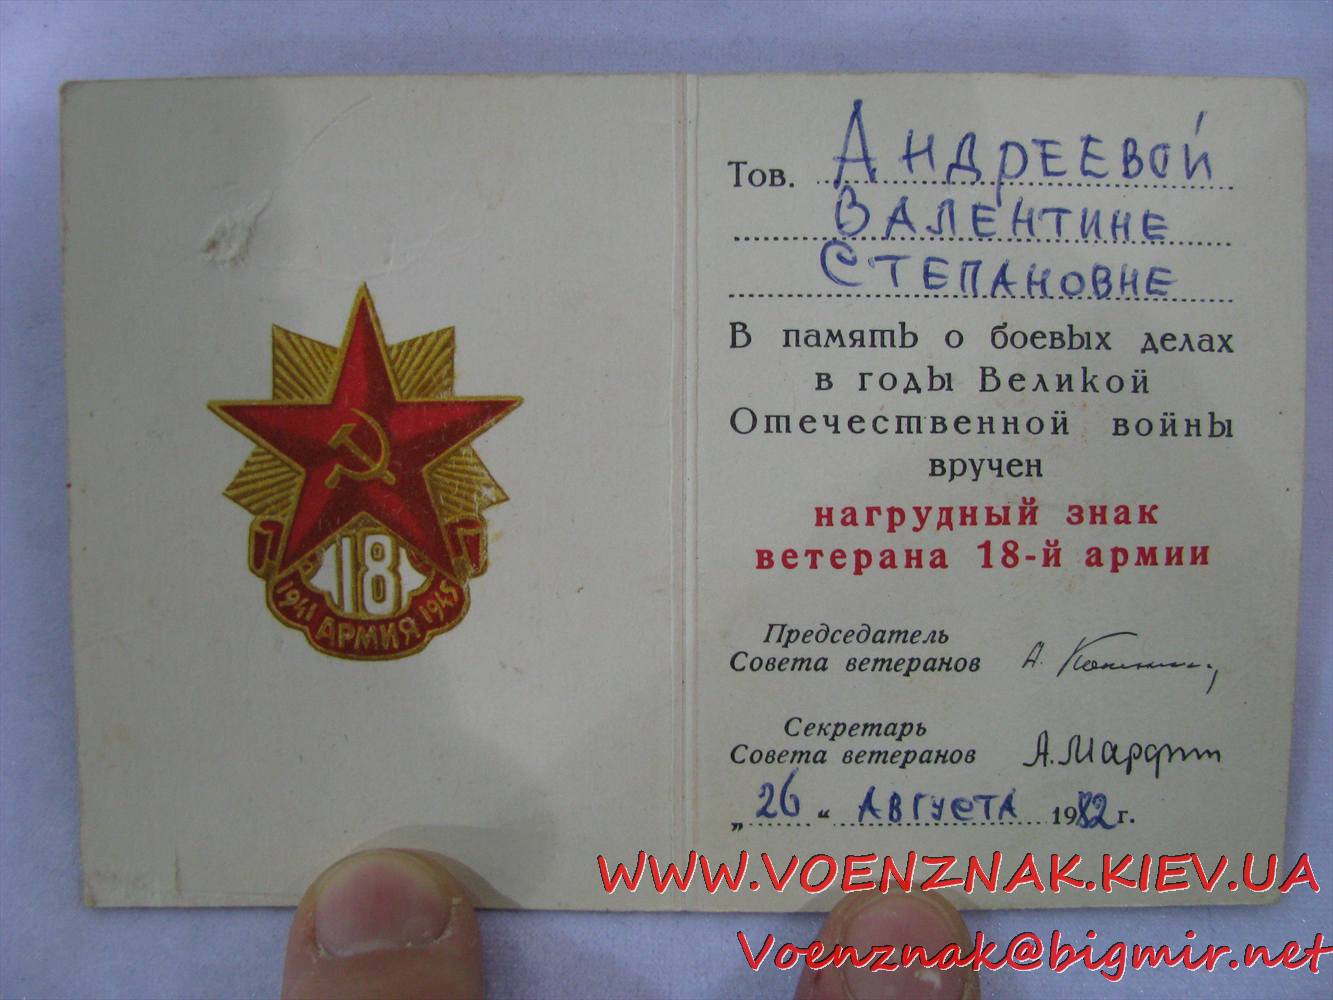 18
1941 АРМИЯ 1945
Тов. Андреевой
Валентине
Степановне
В память о боевых делах
в годы Великой
Отечественной войны
вручен
нагрудный знак
ветерана 18-й армии
Председатель
Совета ветеранов А.
Секретарь
Совета ветеранов А.
„26“ Августа 1982 г.
WWW.VOENZNAK.KIEV.UA
Voenznak@bigmir.net